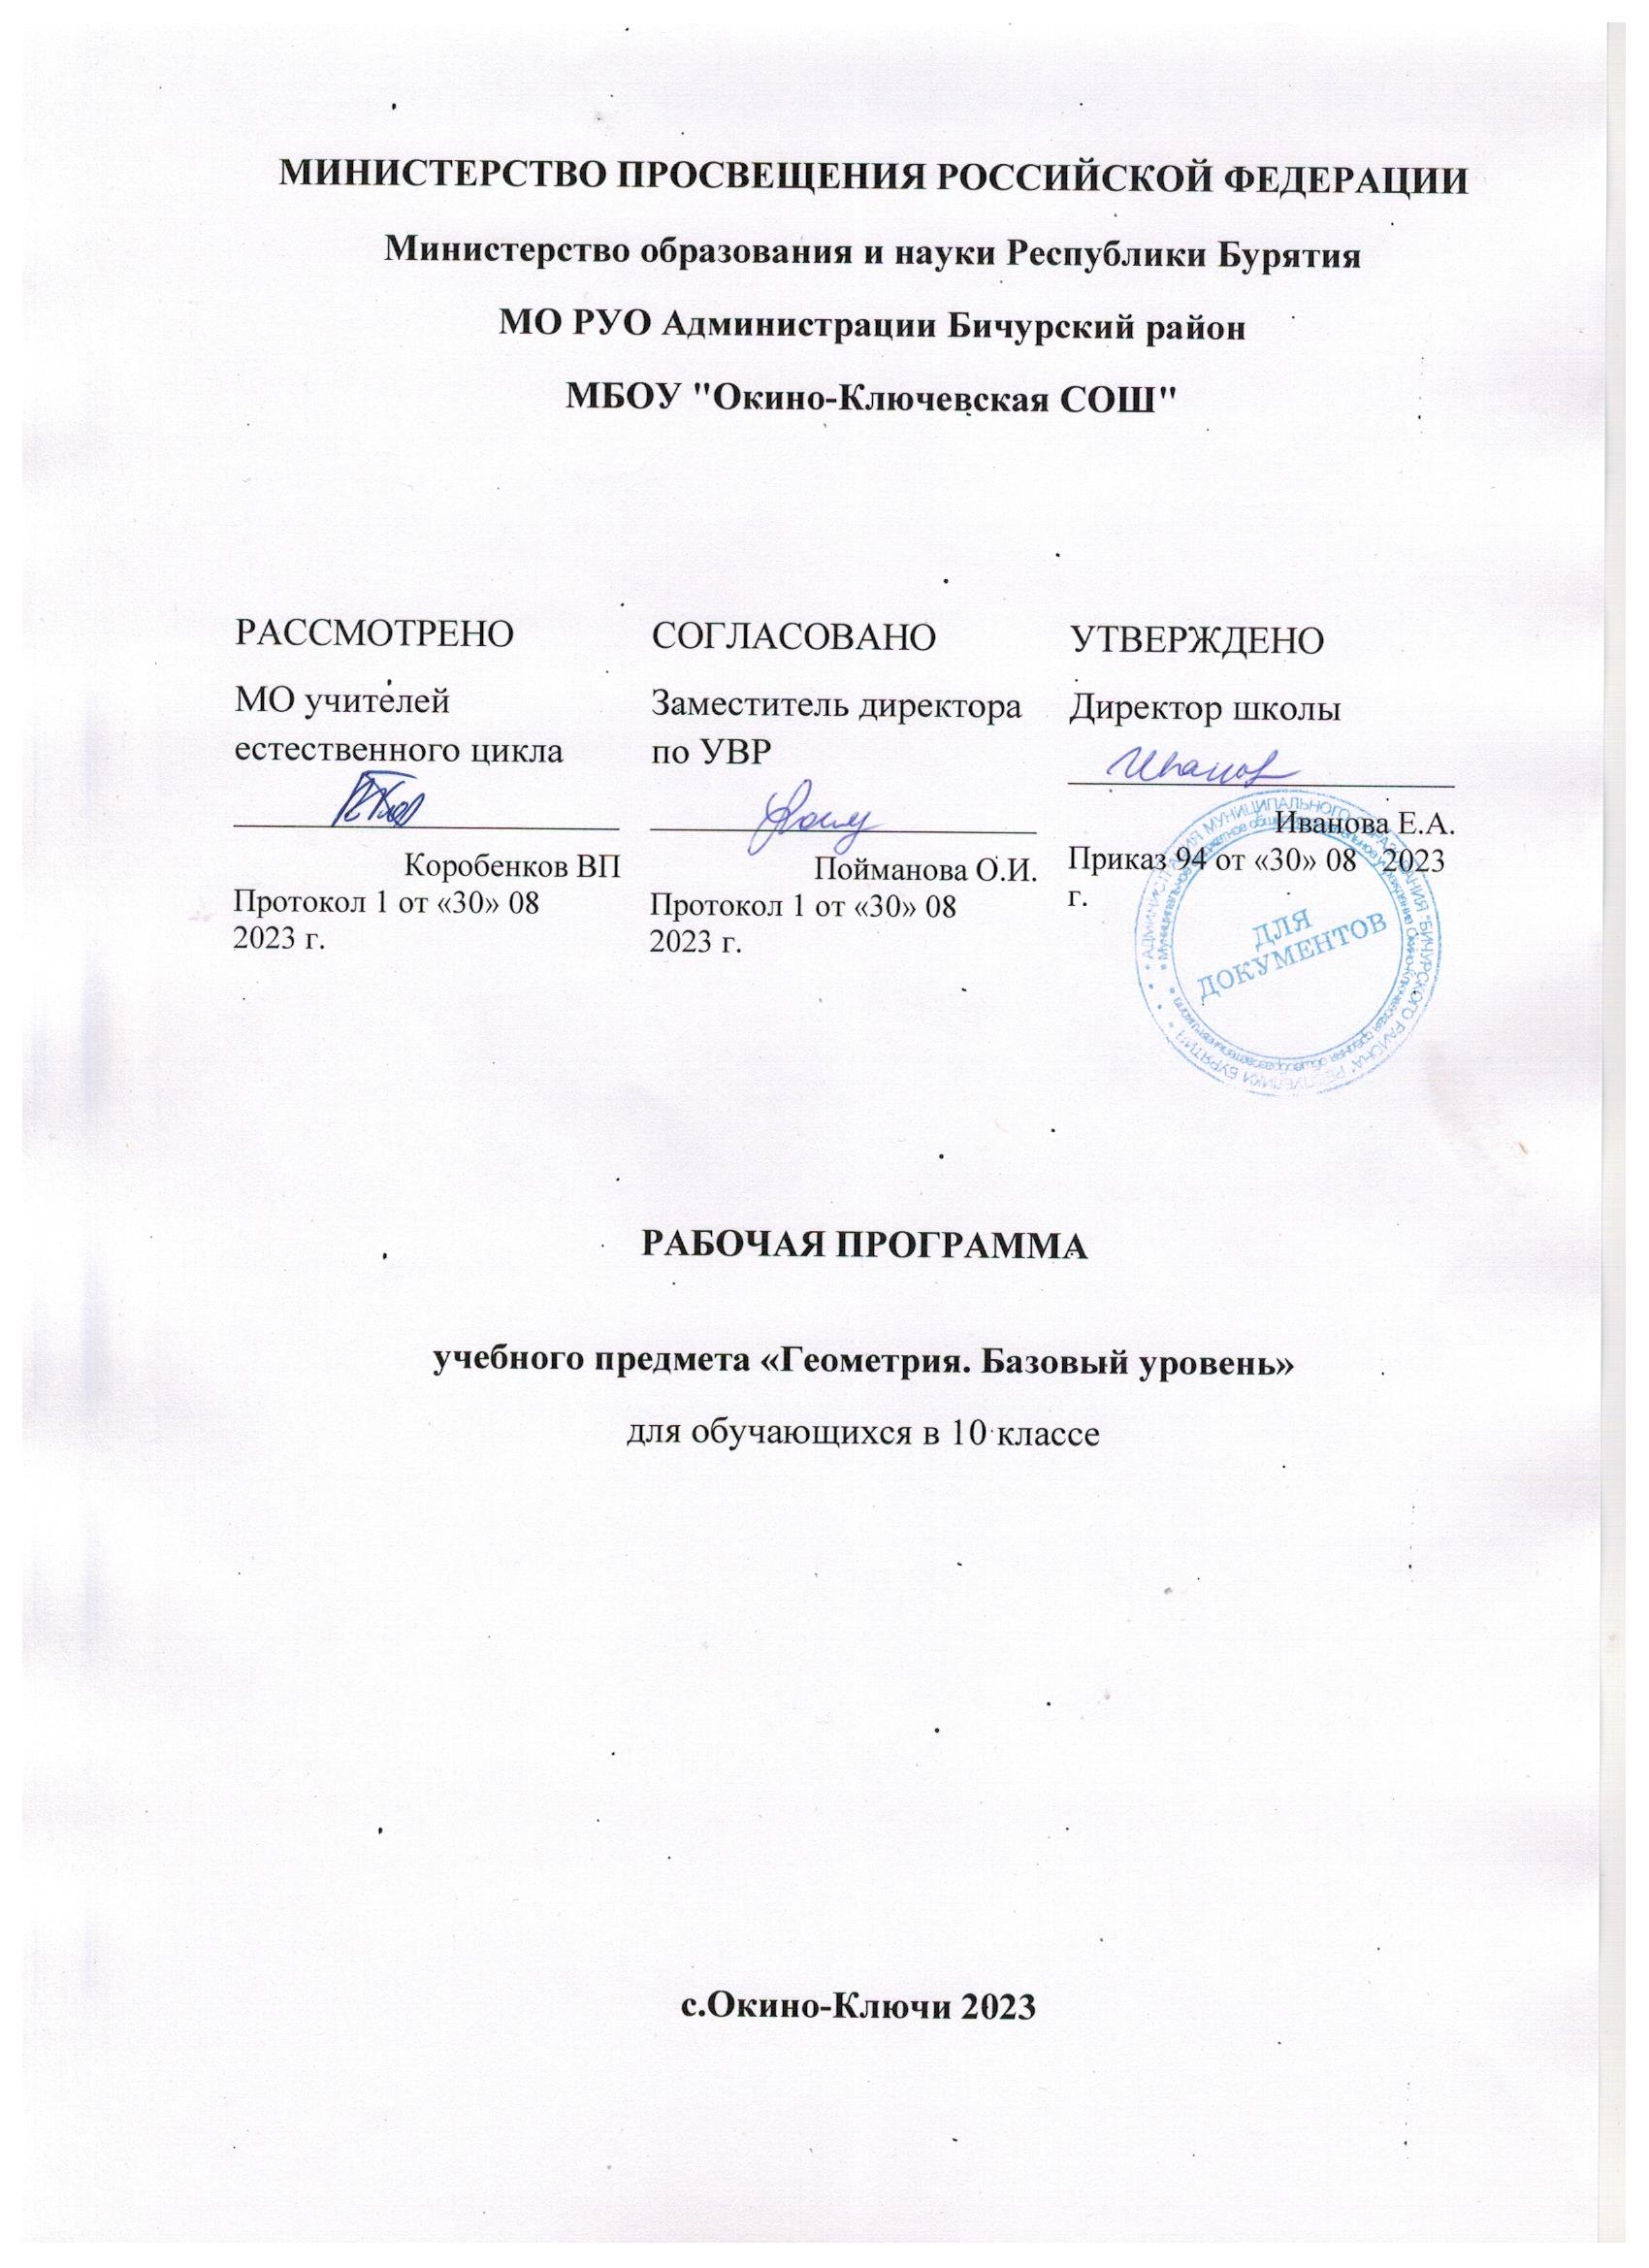 МИНИСТЕРСТВО ПРОСВЕЩЕНИЯ РОССИЙСКОЙ ФЕДЕРАЦИИ
Министерство образования и науки Республики Бурятия
МО РУО Администрации Бичурский район
МБОУ "Окино-Ключевская СОШ"
РАССМОТРЕНО
МО учителей
естественного цикла
Коробенков ВП
Протокол 1 от «30» 08
2023 г.
СОГЛАСОВАНО
Заместитель директора
по УВР
Пойманова О.И.
Протокол 1 от «30» 08
2023 г.
УТВЕРЖДЕНО
Директор школы
Иванова Е.А.
Приказ 94 от «30» 08 2023
г.
ДЛЯ
ДОКУМЕНТОВ
РАБОЧАЯ ПРОГРАММА
учебного предмета «Геометрия. Базовый уровень»
для обучающихся в 10 классе
с.Окино-Ключи 2023